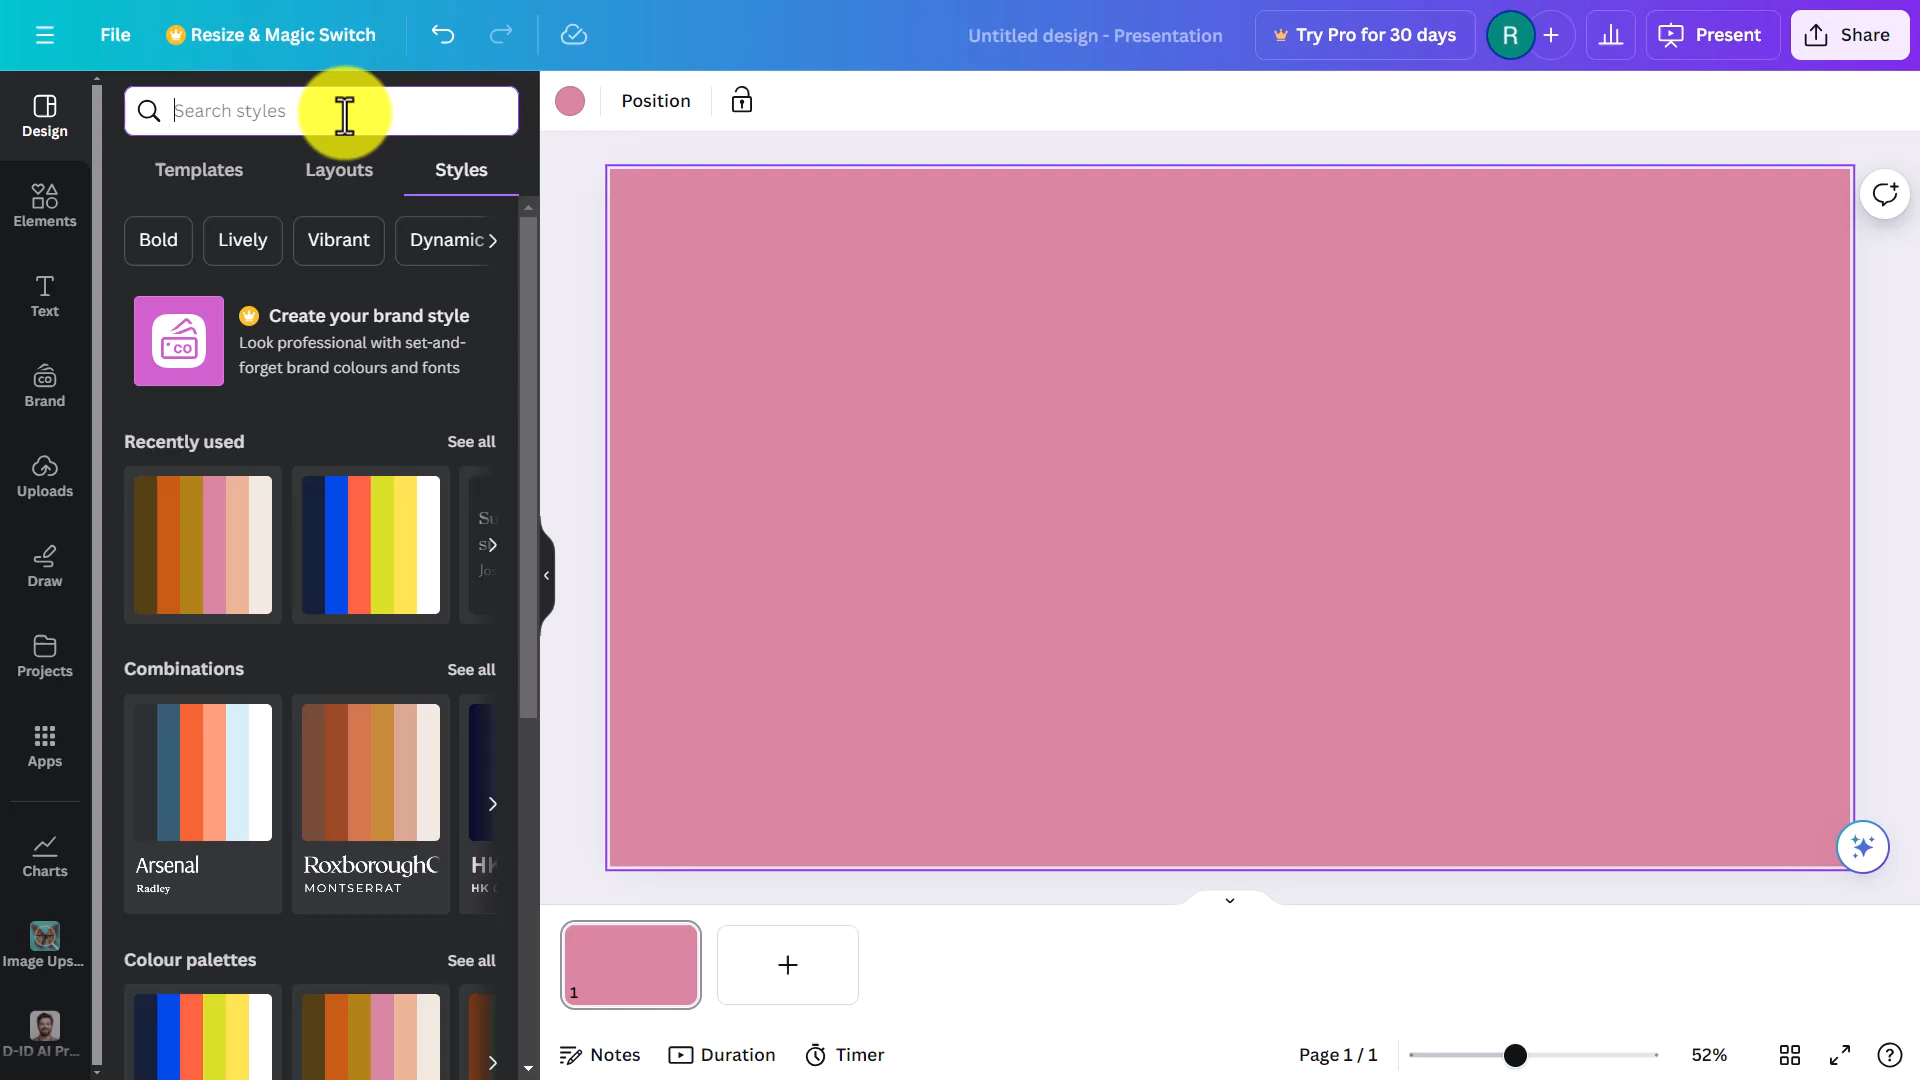 File
Resize & Magic Switch
Untitled design - Presentation
Try Pro for 30 days
R
Present
Share
Design
Elements
Text
Brand
Uploads
Draw
Projects
Apps
Charts
Image Ups...
D-ID AI Pr...
Search styles
Templates
Layouts
Styles
Bold
Lively
Vibrant
Dynamic
co
Create your brand style
Look professional with set-and-
forget brand colours and fonts
Recently used
See all
Combinations
See all
Arsenal
Radley
RoxboroughC
MONTSERRAT
HK
HK
Colour palettes
See all
Position
1
Notes
Duration
Timer
Page 1 / 1
52%